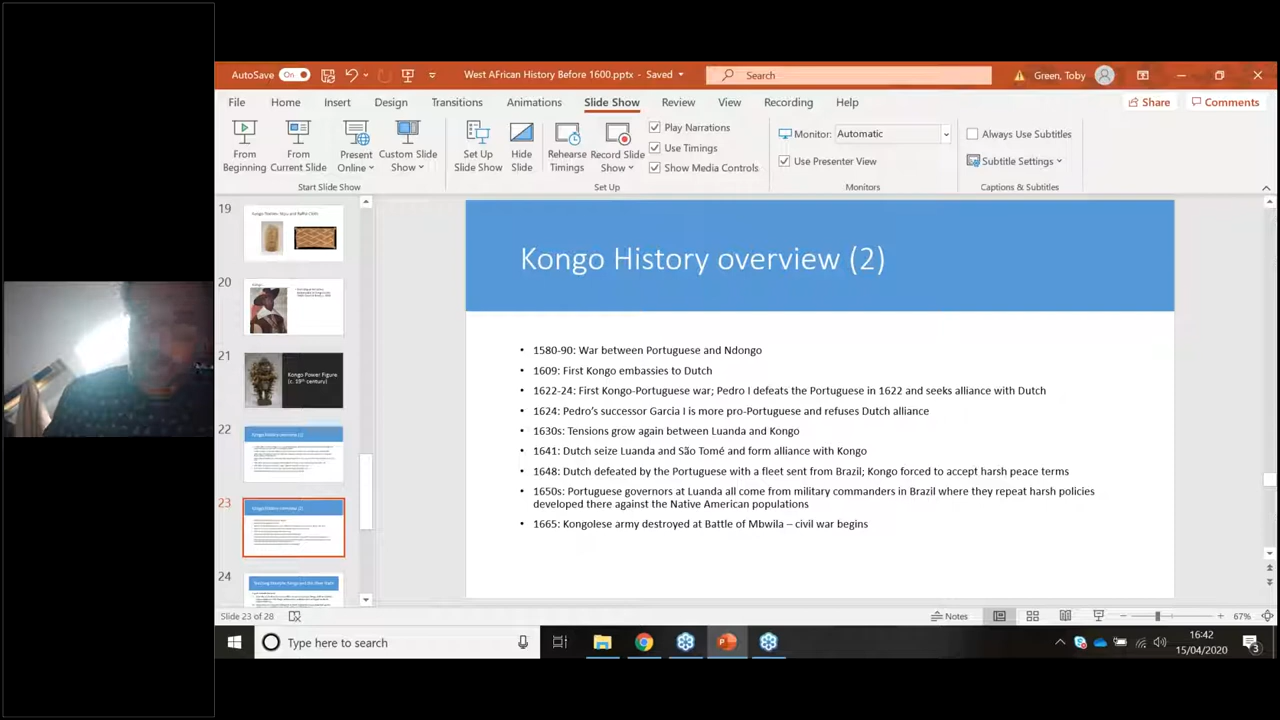 AutoSave On West AFrican History Before 1600.pptx - Saved Search Green, Toby
File Home Insert Design Transitions Animations Slide Show Review View Recording Help Share Comments
From Beginning
From Current Slide
Present Online
Custom Slide Show
Start Slide Show
Set Up Slide Show
Hide Slide
Rehearse Timings
Record Slide Show
Play Narrations
Use Timings
Show Media Controls
Set Up
Monitor: Automatic
Use Presenter View
Monitors
Always Use Subtitles
Subtitle Settings
Captions & Subtitles
19
20
21
Kongo Power Figure
(c. 19th century)
22
Kongo History overview (1)
23
Kongo History overview (2)
24
Kongo History overview (2)
• 1580-90: War between Portuguese and Ndongo
• 1609: First Kongo embassies to Dutch
• 1622-24: First Kongo-Portuguese war; Pedro I defeats the Portuguese in 1622 and seeks alliance with Dutch
• 1624: Pedro's successor Garcia I is more pro-Portuguese and refuses Dutch alliance
• 1630s: Tensions grow again between Luanda and Kongo
• 1641: Dutch seize Luanda and São Tomé and form alliance with Kongo
• 1648: Dutch defeated by the Portuguese with a fleet sent from Brazil; Kongo forced to accept harsh peace terms
• 1650s: Portuguese governors at Luanda all come from military commanders in Brazil where they repeat harsh policies
developed there against the Native American populations
1665: Kongolese army destroyed at Battle of Mbwila – civil war begins
Slide 23 of 28 Notes 67%
Type here to search
16:42
15/04/2020
3